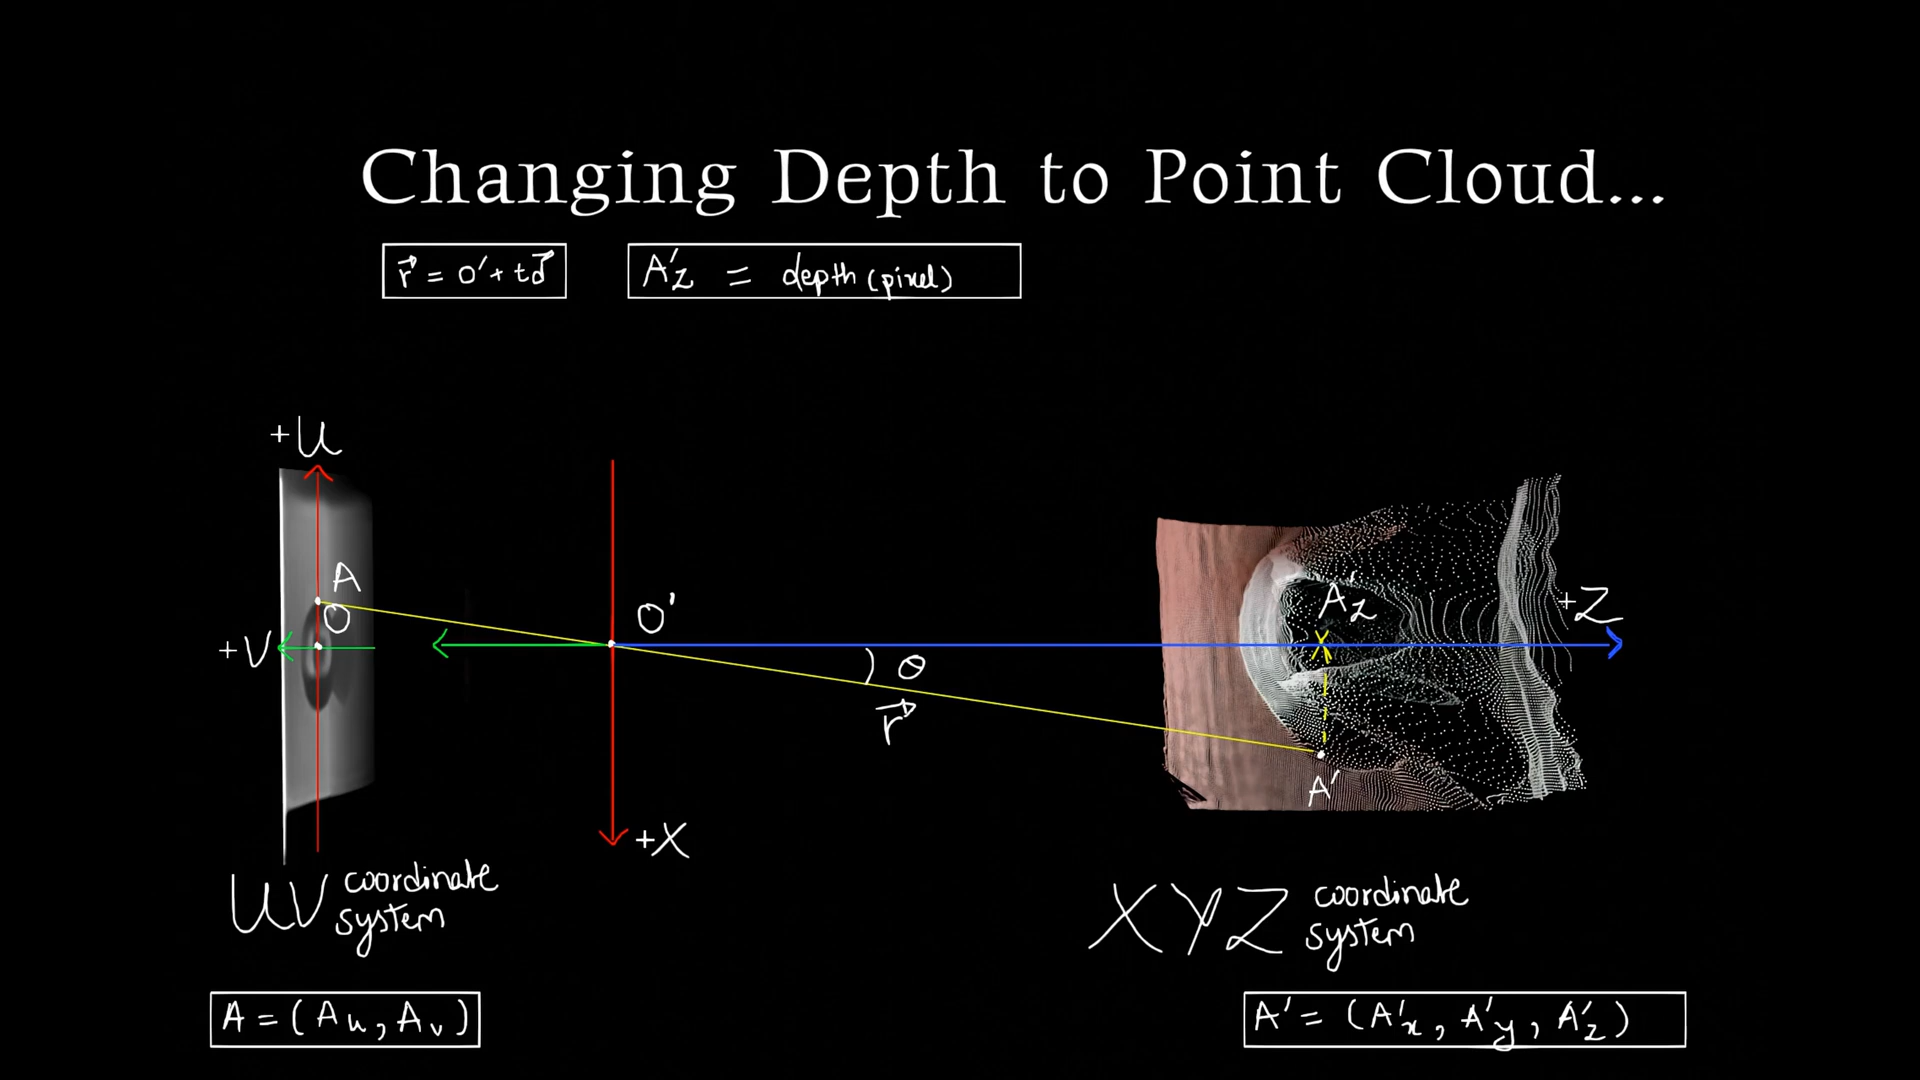 Changing Depth to Point Cloud...
r⃗ = O′ + td⃗
A′z = depth (pixel)
+U
A
O
+V
O′
θ
r⃗
+X
A′z
+Z
A′
UV coordinate system
XYZ coordinate system
A = (Au, Av)
A′ = (A′x, A′y, A′z)